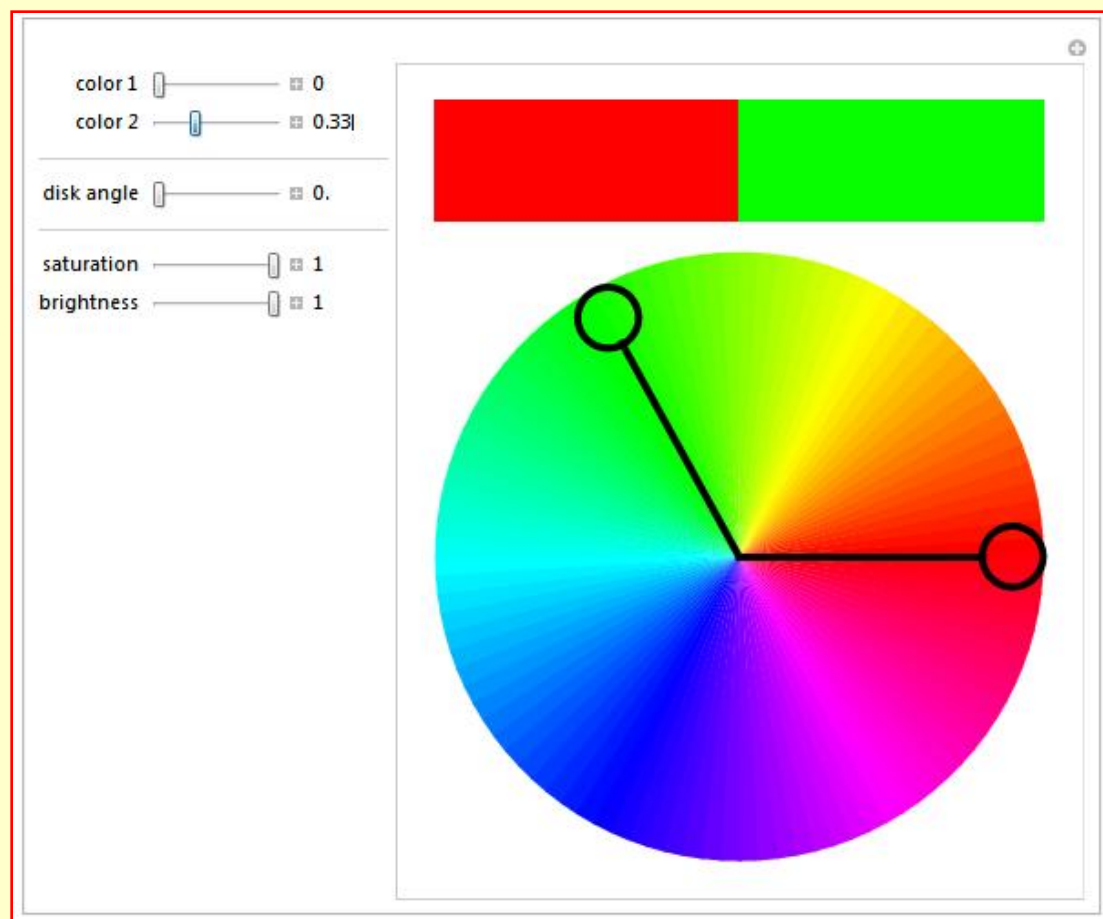 color 1 0
color 2 0.33
disk angle 0.
saturation 1
brightness 1